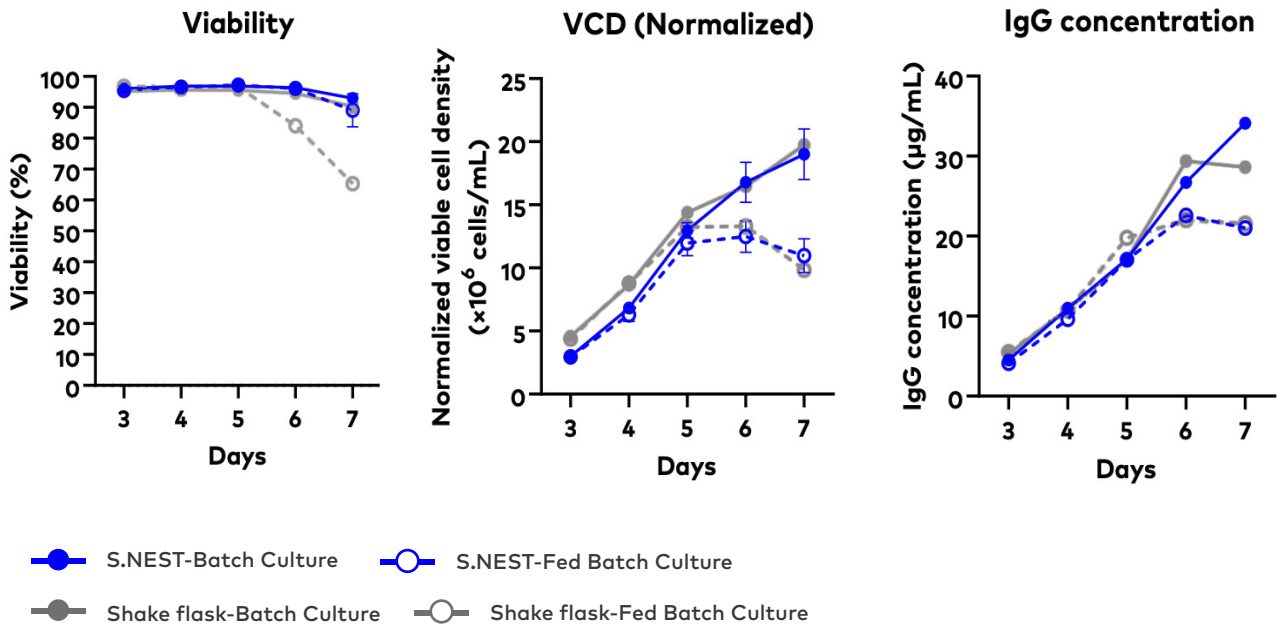 Viability
VCD (Normalized)
IgG concentration
Viability (%)
100
90
80
70
60
50
40
30
20
10
0
3 4 5 6 7
Days
Normalized viable cell density
(×10⁶ cells/mL)
25
20
15
10
5
0
3 4 5 6 7
Days
IgG concentration (µg/mL)
40
30
20
10
0
3 4 5 6 7
Days
S.NEST-Batch Culture
S.NEST-Fed Batch Culture
Shake flask-Batch Culture
Shake flask-Fed Batch Culture